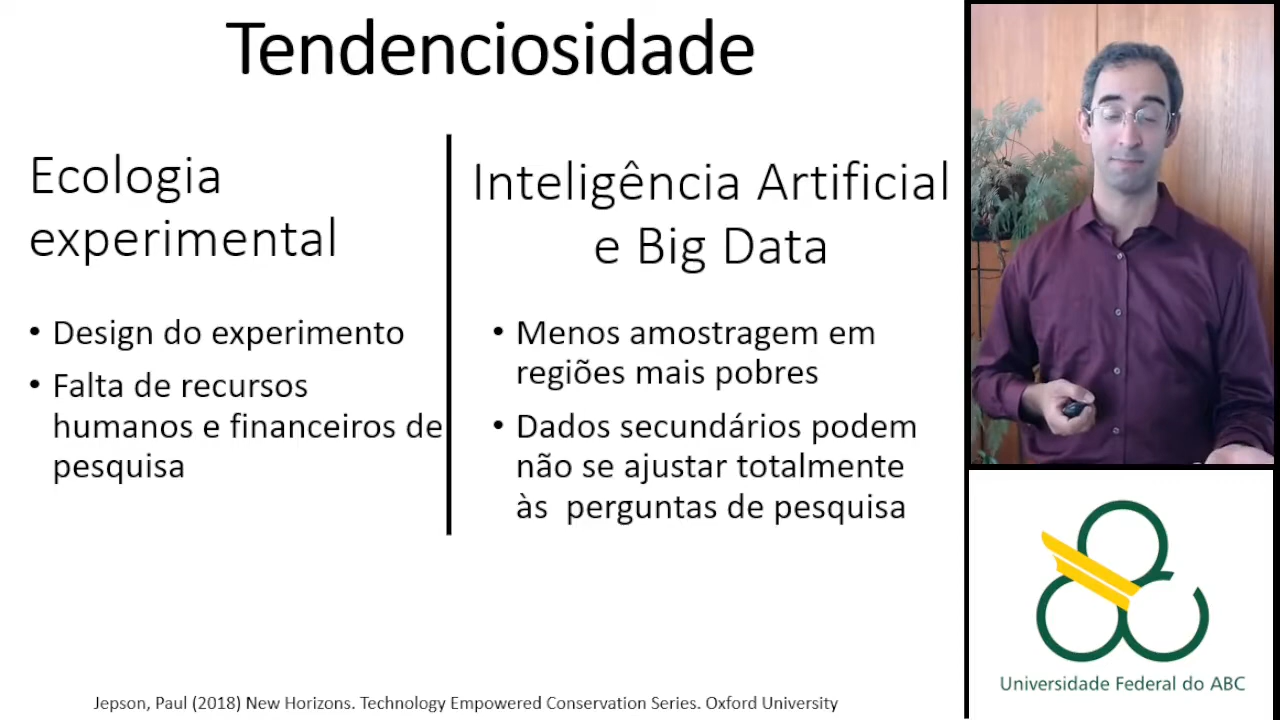 Tendenciosidade
Ecologia
experimental
• Design do experimento
• Falta de recursos
humanos e financeiros de
pesquisa
Inteligência Artificial
e Big Data
• Menos amostragem em
regiões mais pobres
• Dados secundários podem
não se ajustar totalmente
às  perguntas de pesquisa
Jepson, Paul (2018) New Horizons. Technology Empowered Conservation Series. Oxford University
Universidade Federal do ABC